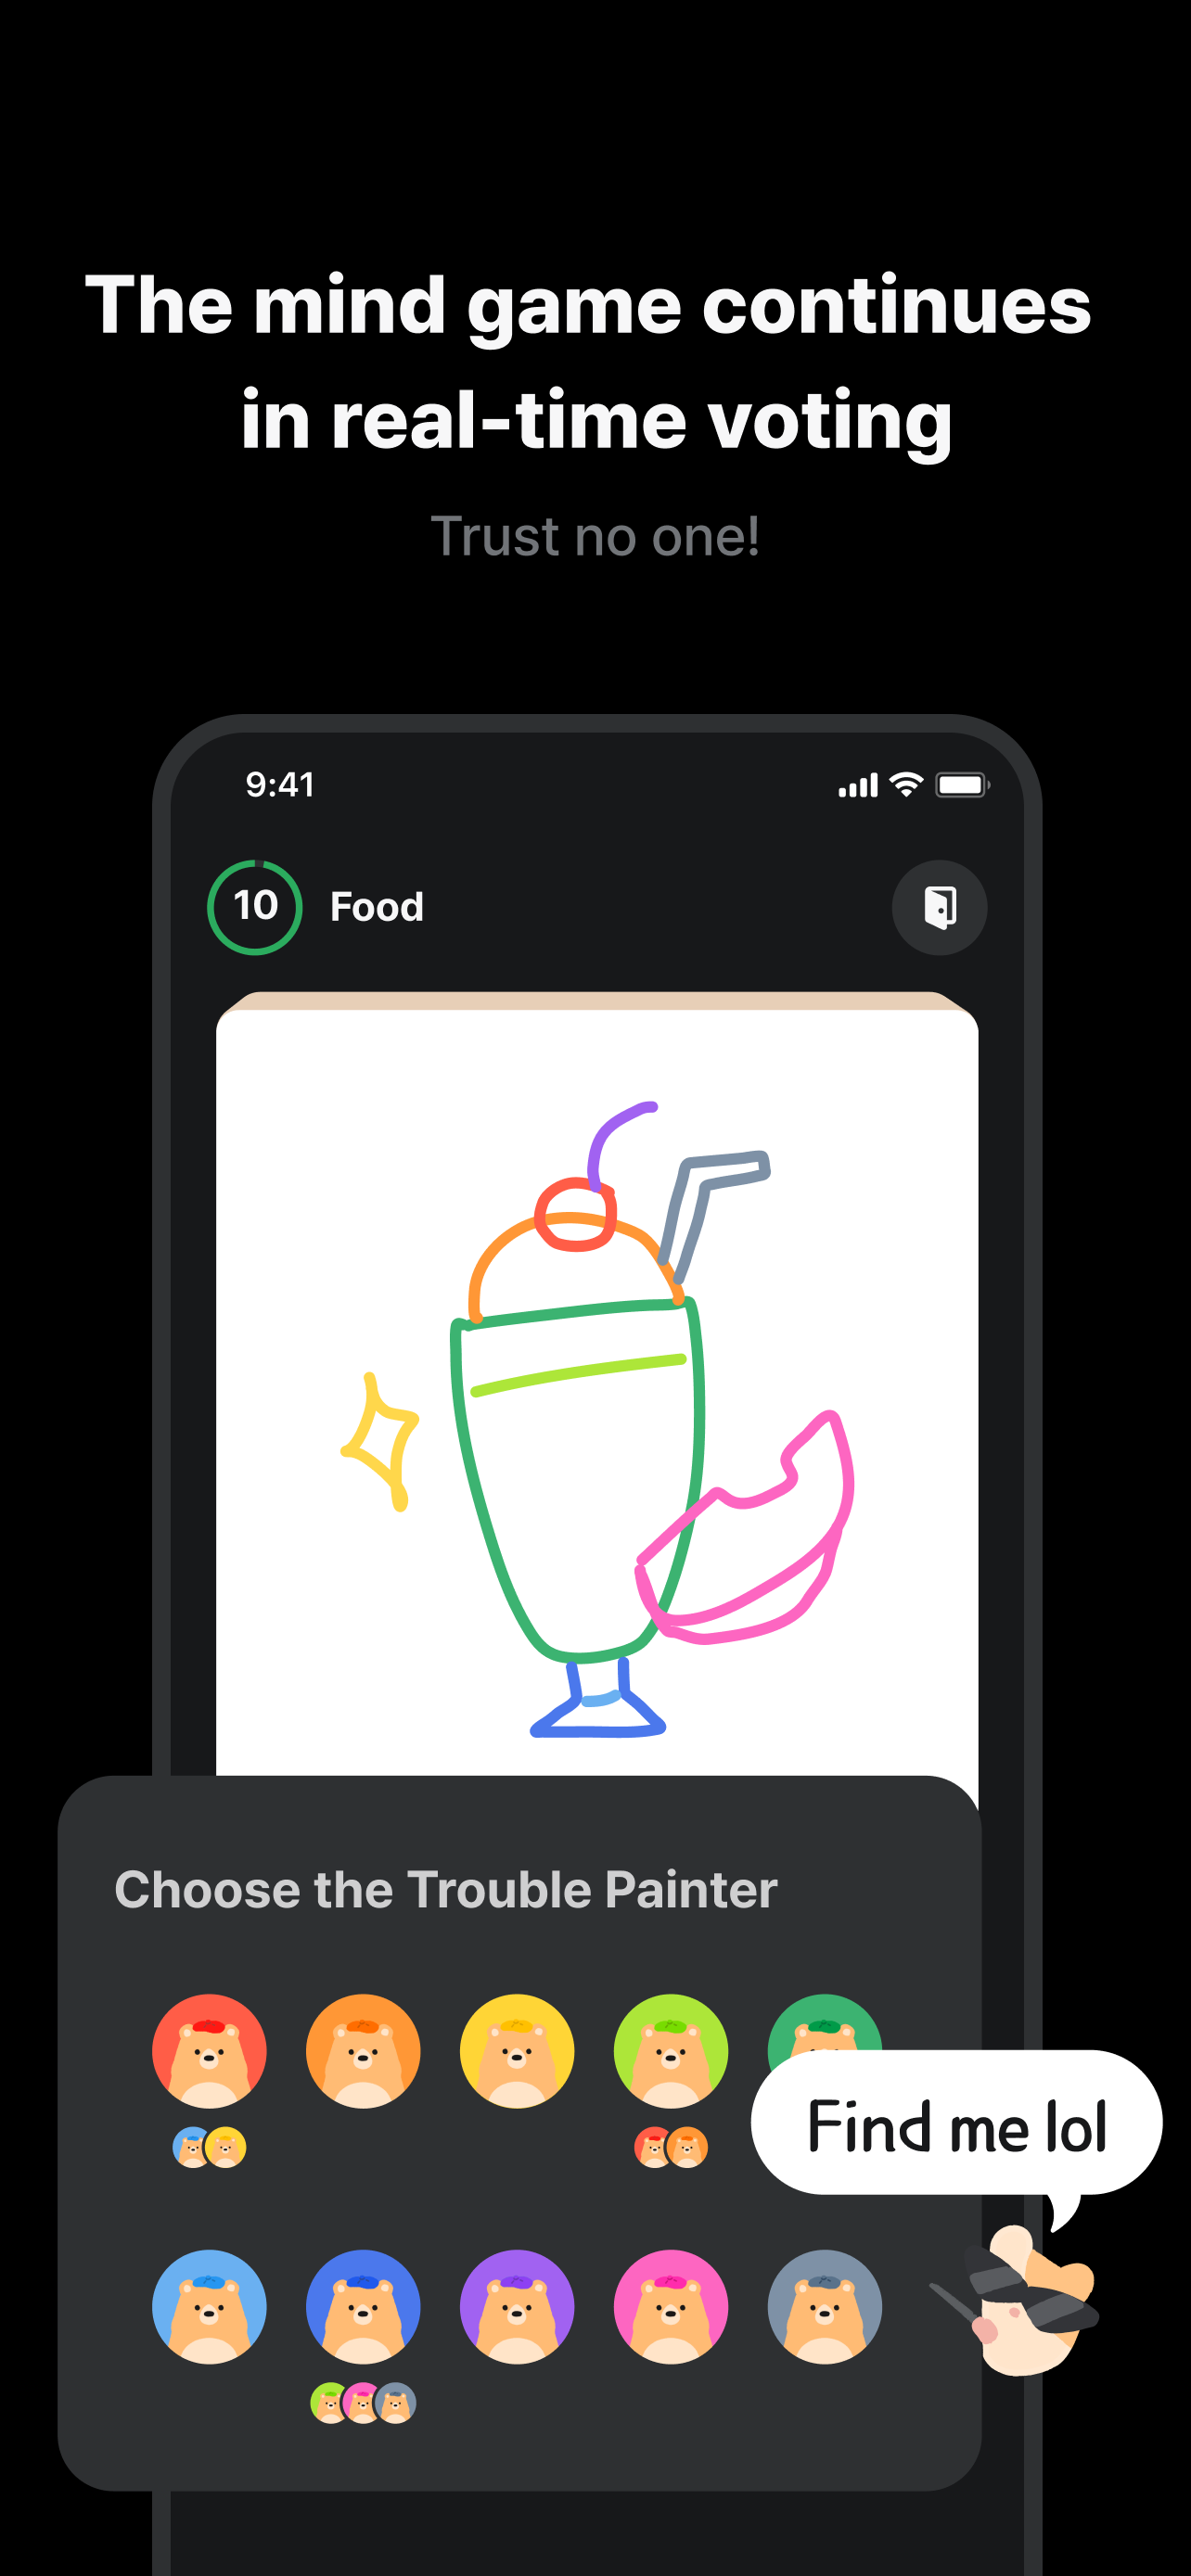 The mind game continues
in real-time voting
Trust no one!
9:41
10 Food
Choose the Trouble Painter
Find me lol